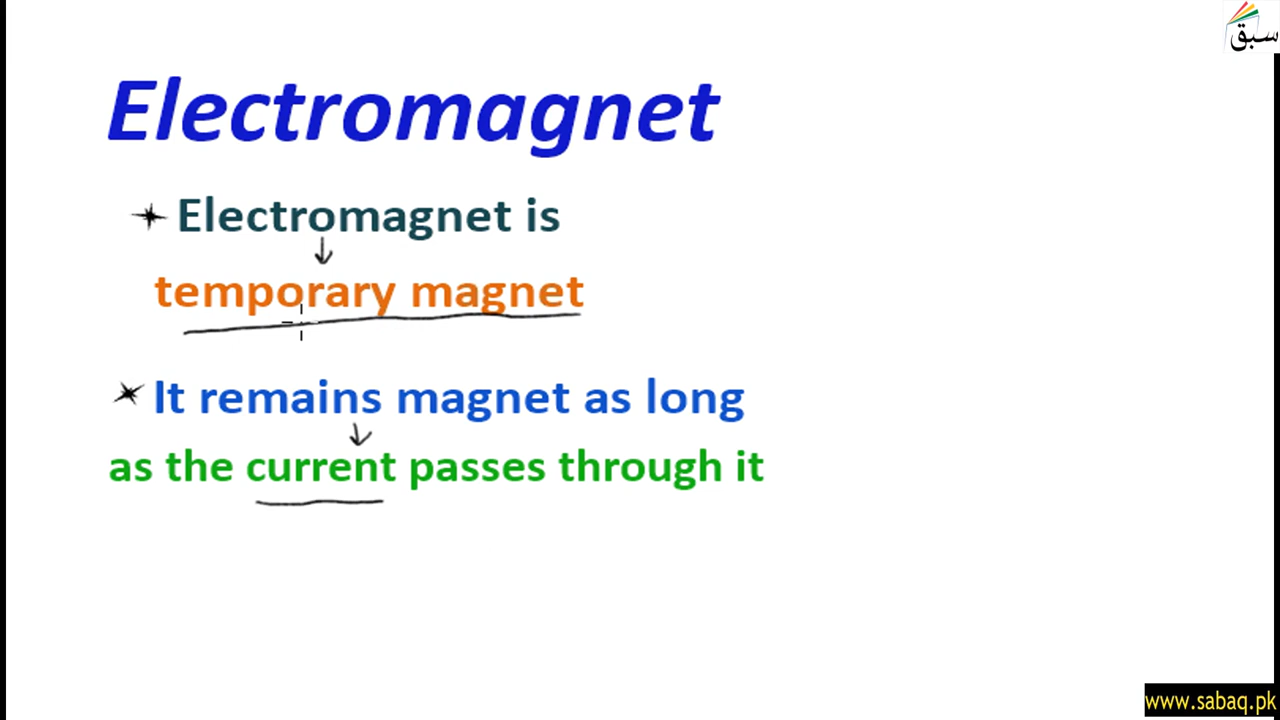 سبق
Electromagnet
Electromagnet is
temporary magnet
It remains magnet as long
as the current passes through it
www.sabaq.pk